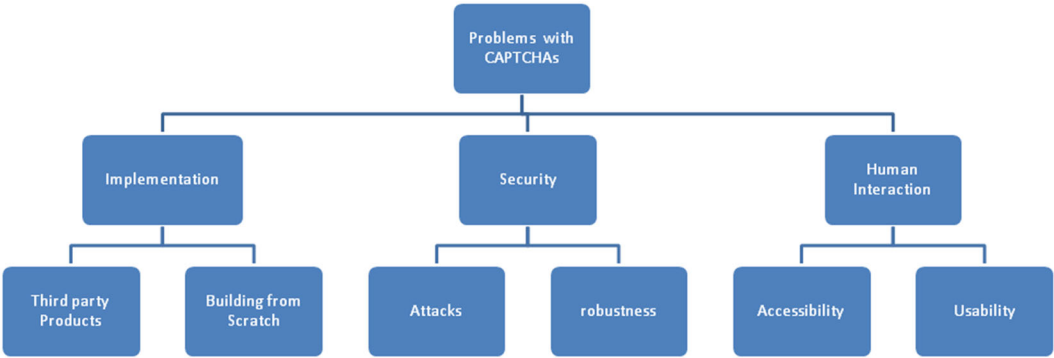 Problems with
CAPTCHAs
Implementation
Security
Human
Interaction
Third party
Products
Building from
Scratch
Attacks
robustness
Accessibility
Usability